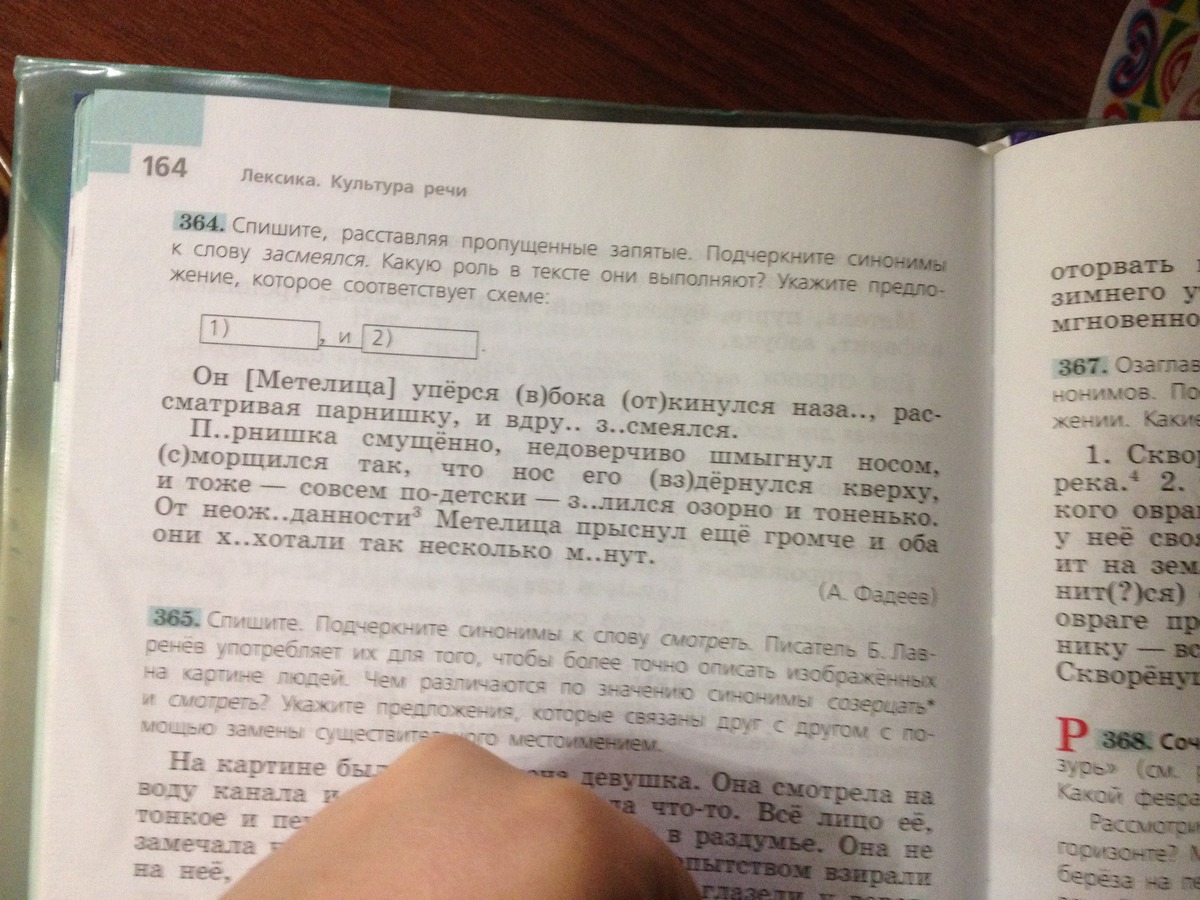 164
Лексика. Культура речи
364. Спишите, расставляя пропущенные запятые. Подчеркните синонимы
к слову засмеялся. Какую роль в тексте они выполняют? Укажите предло-
жение, которое соответствует схеме:
1) , и 2) .
Он [Метелица] упёрся (в)бока (от)кинулся наза.., рас-
сматривая парнишку, и вдру.. з..смеялся.
П..рнишка смущённо, недоверчиво шмыгнул носом,
(с)морщился так, что нос его (вз)дёрнулся кверху,
и тоже — совсем по-детски — з..лился озорно и тоненько.
От неож..данности³ Метелица прыснул ещё громче и оба
они х..хотали так несколько м..нут.
(А. Фадеев)
365. Спишите. Подчеркните синонимы к слову смотреть. Писатель Б. Лав-
ренёв употребляет их для того, чтобы более точно описать изображённых
на картине людей. Чем различаются по значению синонимы созерцать*
и смотреть? Укажите предложения, которые связаны друг с другом с по-
мощью замены существительного местоимением.
На картине был девушка. Она смотрела на
воду канала и что-то. Всё лицо её,
тонкое и в раздумье. Она не
замечала взирали
на неё, глазели
оторвать
зимнего
мгновенно
367. Озаглав
нонимов.
жении. Какие
1. Сквор
река.⁴ 2.
кого оврага
у неё
ит на зем
нит(?)ся)
овраге
нику —
Скворёнуш
Р 368. Соч
зурь» (см.
Какой февра
Рассмотри
горизонте?
берёза на